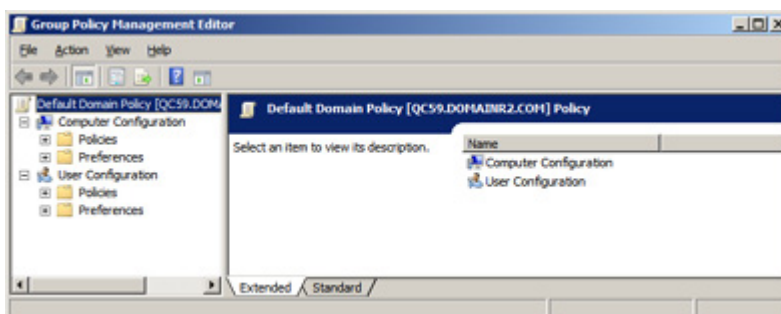 Group Policy Management Editor
File Action View Help
Default Domain Policy [QC59.DOMA
Computer Configuration
Policies
Preferences
User Configuration
Policies
Preferences
Default Domain Policy [QC59.DOMAINR2.COM] Policy
Select an item to view its description.
Name
Computer Configuration
User Configuration
Extended Standard